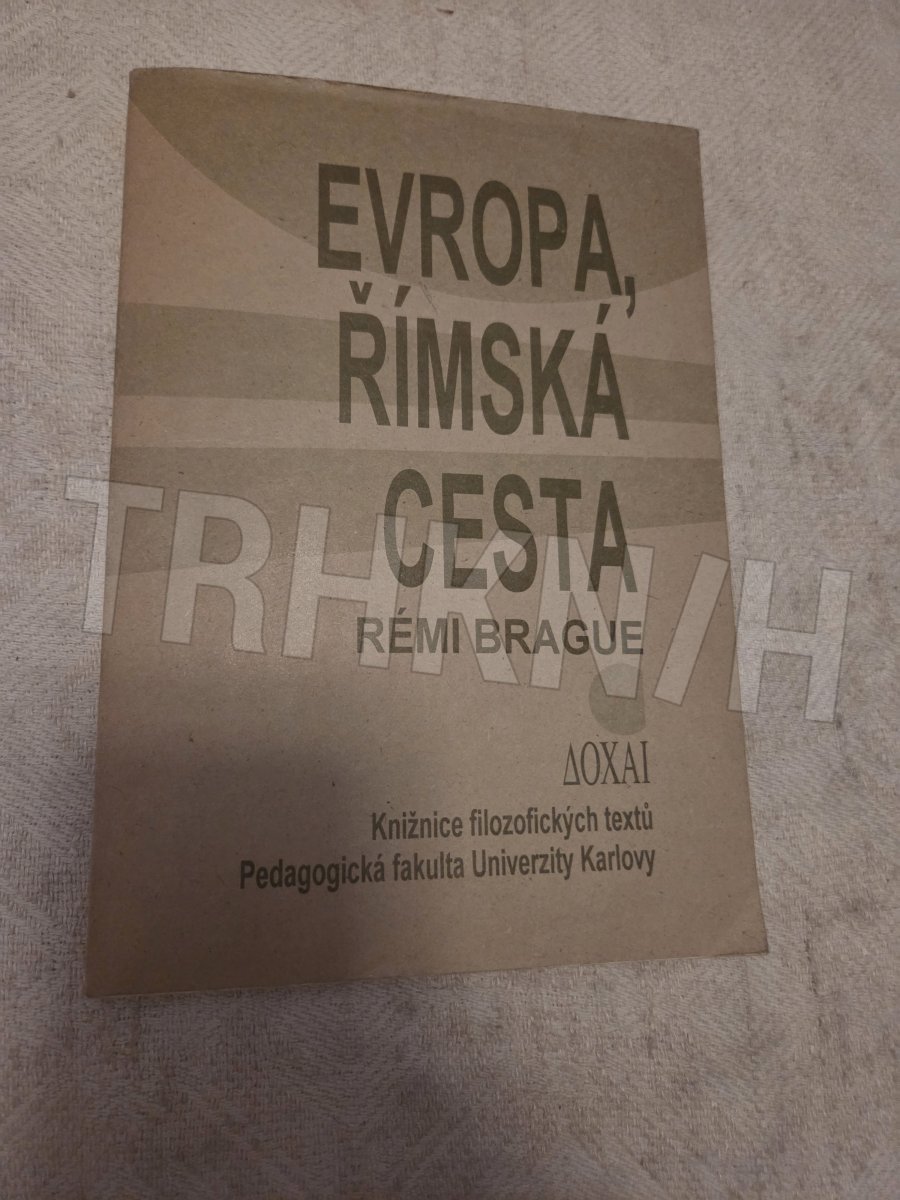 EVROPA,
ŘÍMSKÁ
CESTA
RÉMI BRAGUE
TRHKNIH
ΔΟΧΑΙ
Knižnice filozofických textů
Pedagogická fakulta Univerzity Karlovy